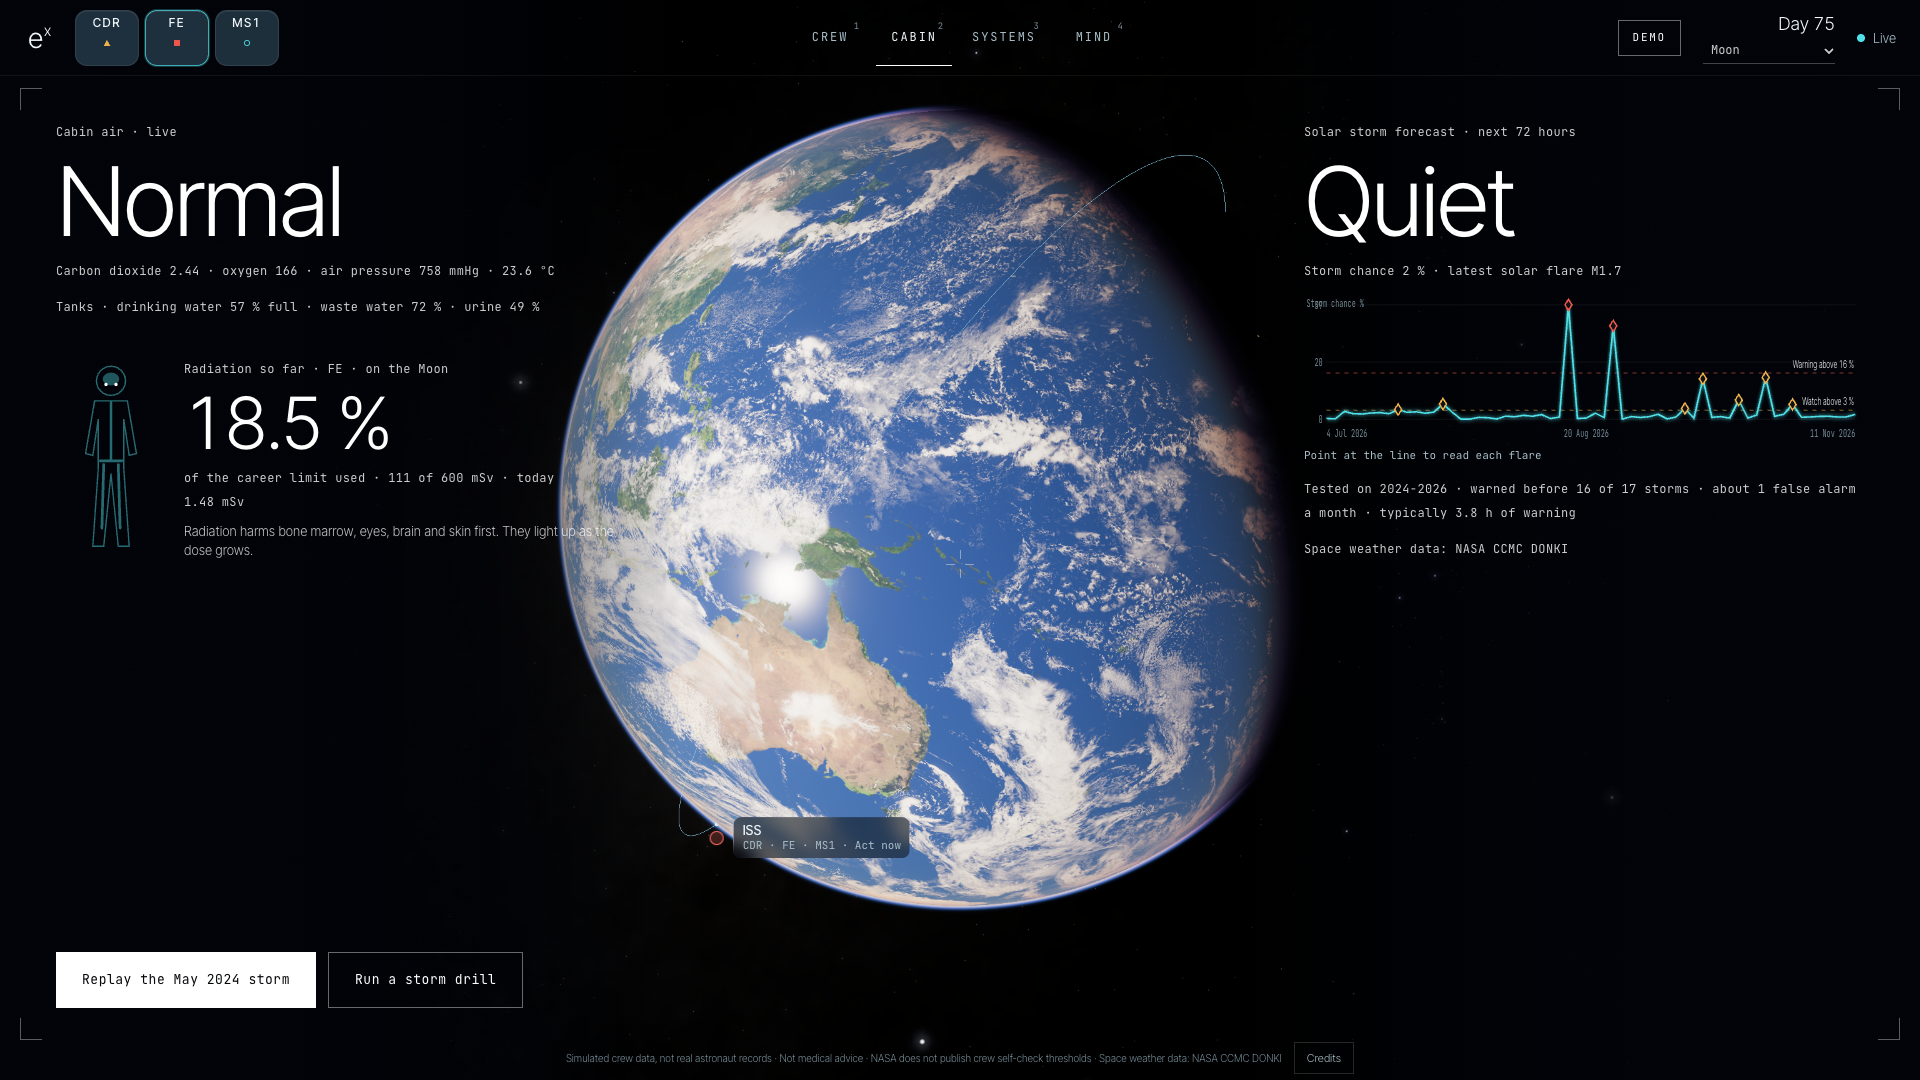 eˣ
CDR
FE
MS1
CREW 1
CABIN 2
SYSTEMS 3
MIND 4
DEMO
Day 75
Moon
Live
Cabin air · live
Normal
Carbon dioxide 2.44 · oxygen 166 · air pressure 758 mmHg · 23.6 °C
Tanks · drinking water 57 % full · waste water 72 % · urine 49 %
Radiation so far · FE · on the Moon
18.5 %
of the career limit used · 111 of 600 mSv · today
1.48 mSv
Radiation harms bone marrow, eyes, brain and skin first. They light up as the
dose grows.
Solar storm forecast · next 72 hours
Quiet
Storm chance 2 % · latest solar flare M1.7
Storm chance %
20
Warning above 16 %
Watch above 3 %
0
4 Jul 2026
20 Aug 2026
11 Nov 2026
Point at the line to read each flare
Tested on 2024-2026 · warned before 16 of 17 storms · about 1 false alarm
a month · typically 3.8 h of warning
Space weather data: NASA CCMC DONKI
ISS
CDR · FE · MS1 · Act now
Replay the May 2024 storm
Run a storm drill
Simulated crew data, not real astronaut records · Not medical advice · NASA does not publish crew self-check thresholds · Space weather data: NASA CCMC DONKI
Credits